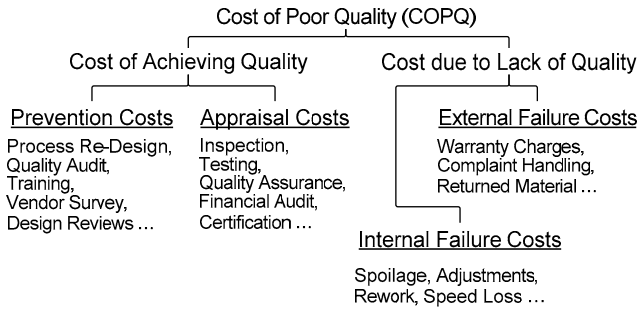 Cost of Poor Quality (COPQ)
Cost of Achieving Quality
Cost due to Lack of Quality
Prevention Costs
Process Re-Design,
Quality Audit,
Training,
Vendor Survey,
Design Reviews ...
Appraisal Costs
Inspection,
Testing,
Quality Assurance,
Financial Audit,
Certification ...
External Failure Costs
Warranty Charges,
Complaint Handling,
Returned Material ...
Internal Failure Costs
Spoilage, Adjustments,
Rework, Speed Loss ...